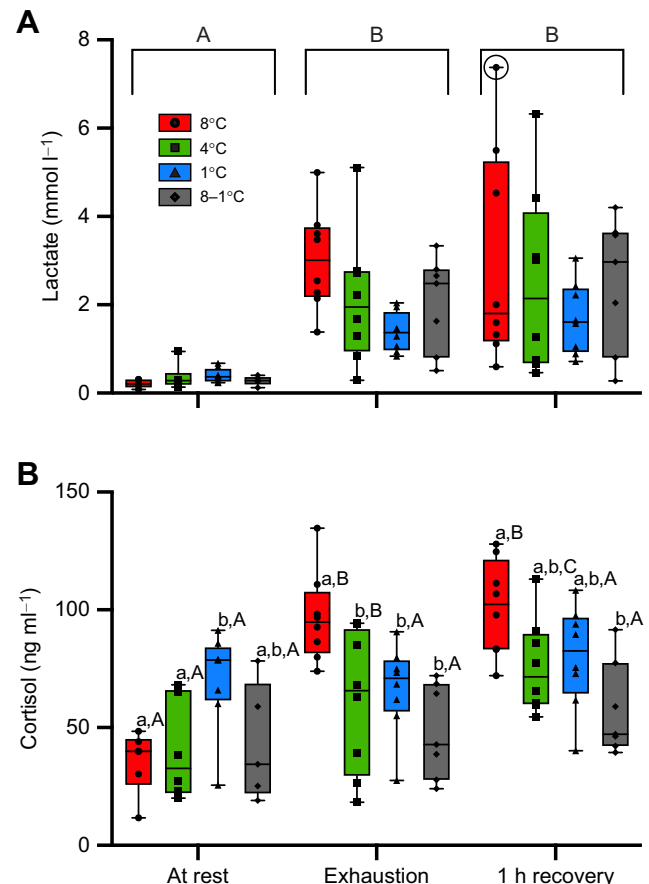 A
8
6
4
2
0
Lactate (mmol l⁻¹)
A
B
B
8°C
4°C
1°C
8–1°C
B
150
100
50
0
Cortisol (ng ml⁻¹)
a,A
a,A
b,A
a,b,A
a,B
b,B
b,A
b,A
a,B
a,b,C
a,b,A
b,A
At rest
Exhaustion
1 h recovery